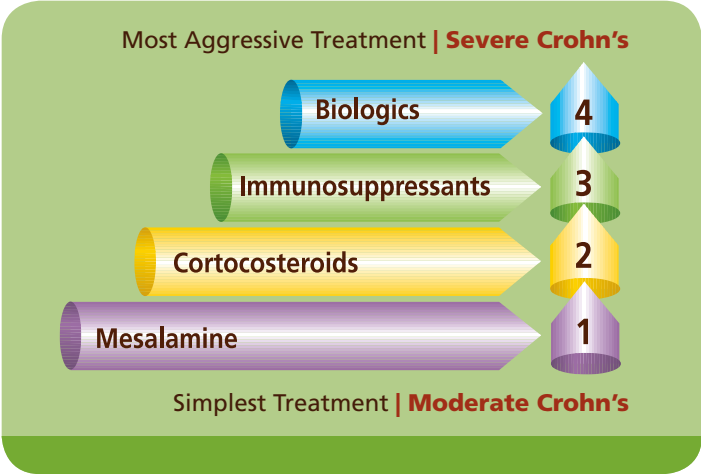 Most Aggressive Treatment | Severe Crohn's
Biologics 4
Immunosuppressants 3
Cortocosteroids 2
Mesalamine 1
Simplest Treatment | Moderate Crohn's